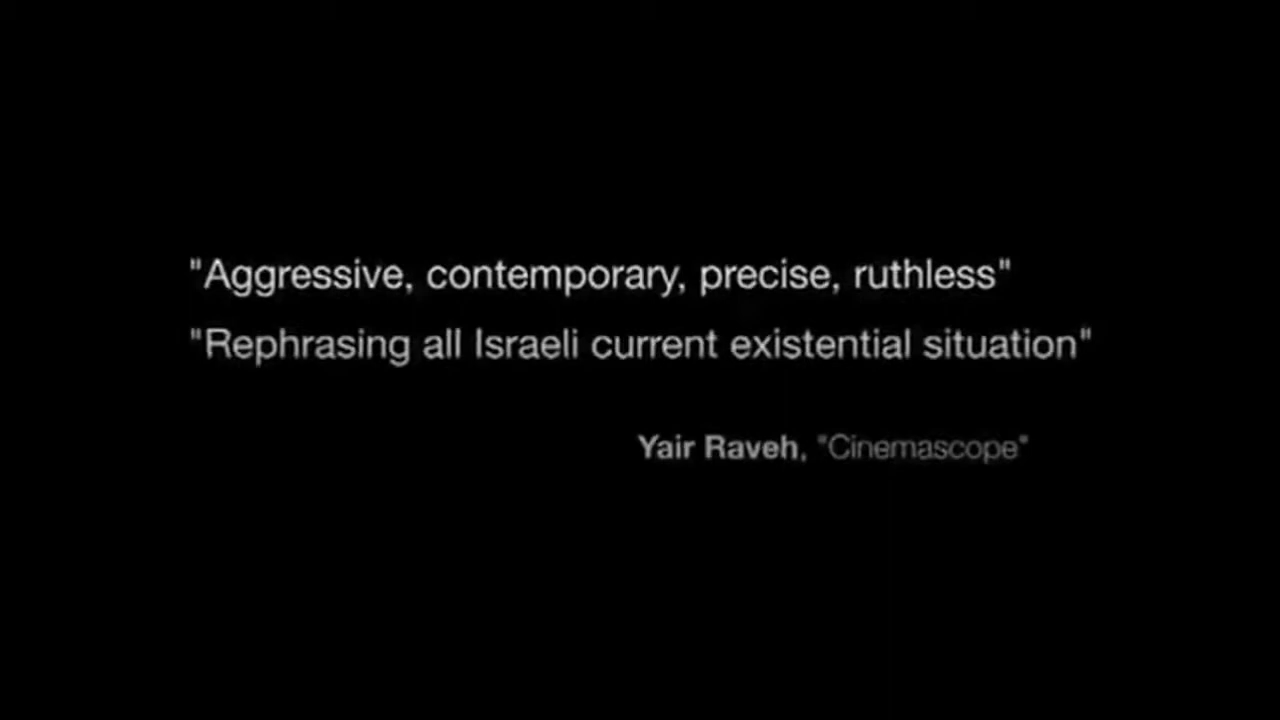 "Aggressive, contemporary, precise, ruthless"
"Rephrasing all Israeli current existential situation"
Yair Raveh, "Cinemascope"